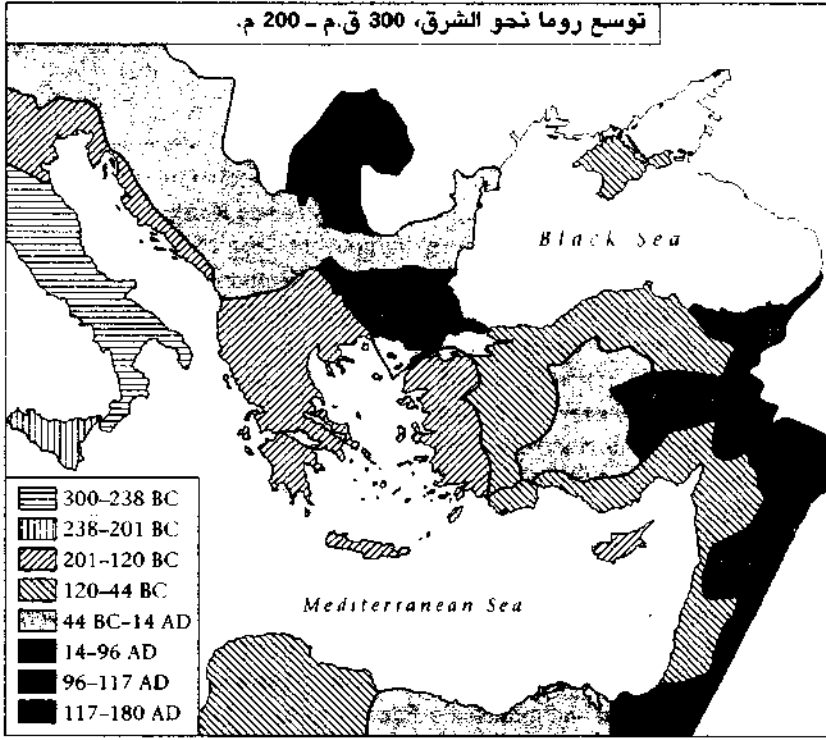 توسع روما نحو الشرق، 300 ق.م - 200 م.
Black Sea
Mediterranean Sea
300–238 BC
238–201 BC
201–120 BC
120–44 BC
44 BC–14 AD
14–96 AD
96–117 AD
117–180 AD